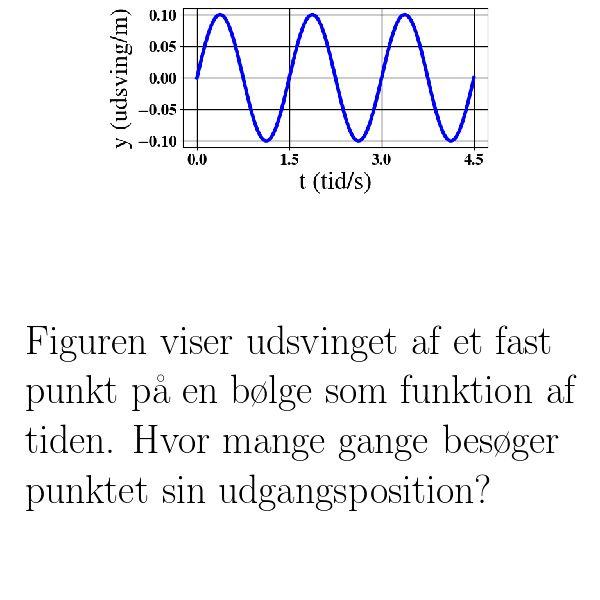 y (udsving/m)
0.10
0.05
0.00
−0.05
−0.10
0.0 1.5 3.0 4.5
t (tid/s)
Figuren viser udsvinget af et fast
punkt på en bølge som funktion af
tiden. Hvor mange gange besøger
punktet sin udgangsposition?